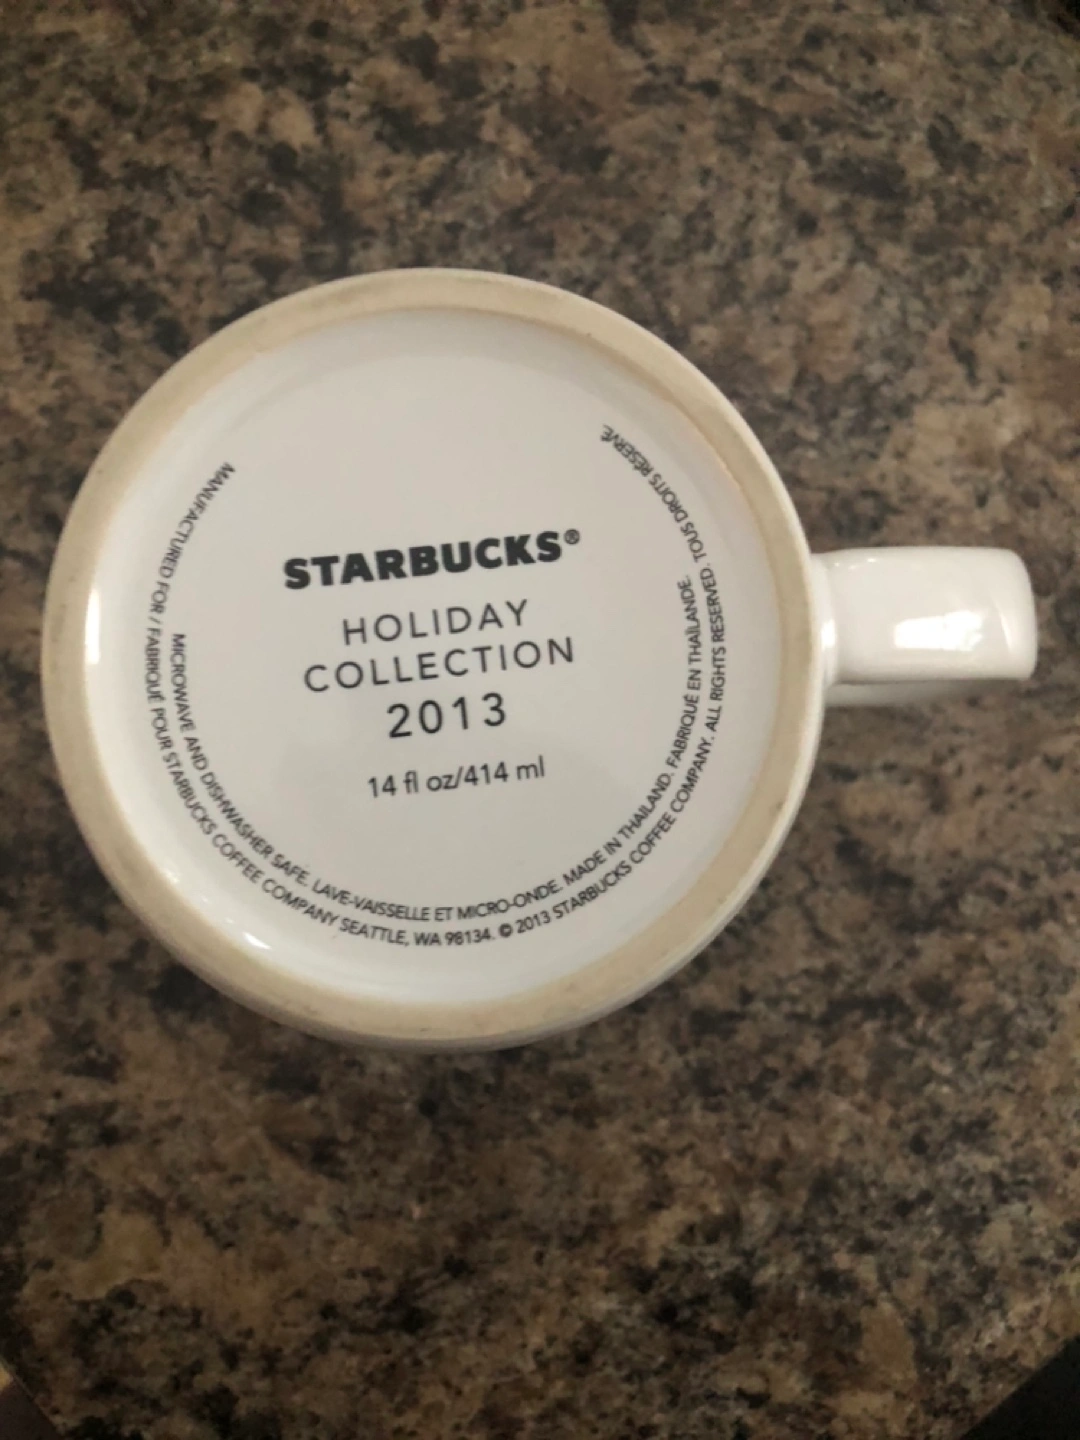 STARBUCKS®
HOLIDAY
COLLECTION
2013
14 fl oz/414 ml
MICROWAVE AND DISHWASHER SAFE. LAVE-VAISSELLE ET MICRO-ONDE. MADE IN THAILAND. FABRIQUÉ EN THAÏLANDE.
MANUFACTURED FOR / FABRIQUÉ POUR STARBUCKS COFFEE COMPANY SEATTLE, WA 98134. © 2013 STARBUCKS COFFEE COMPANY. ALL RIGHTS RESERVED. TOUS DROITS RÉSERVÉ.